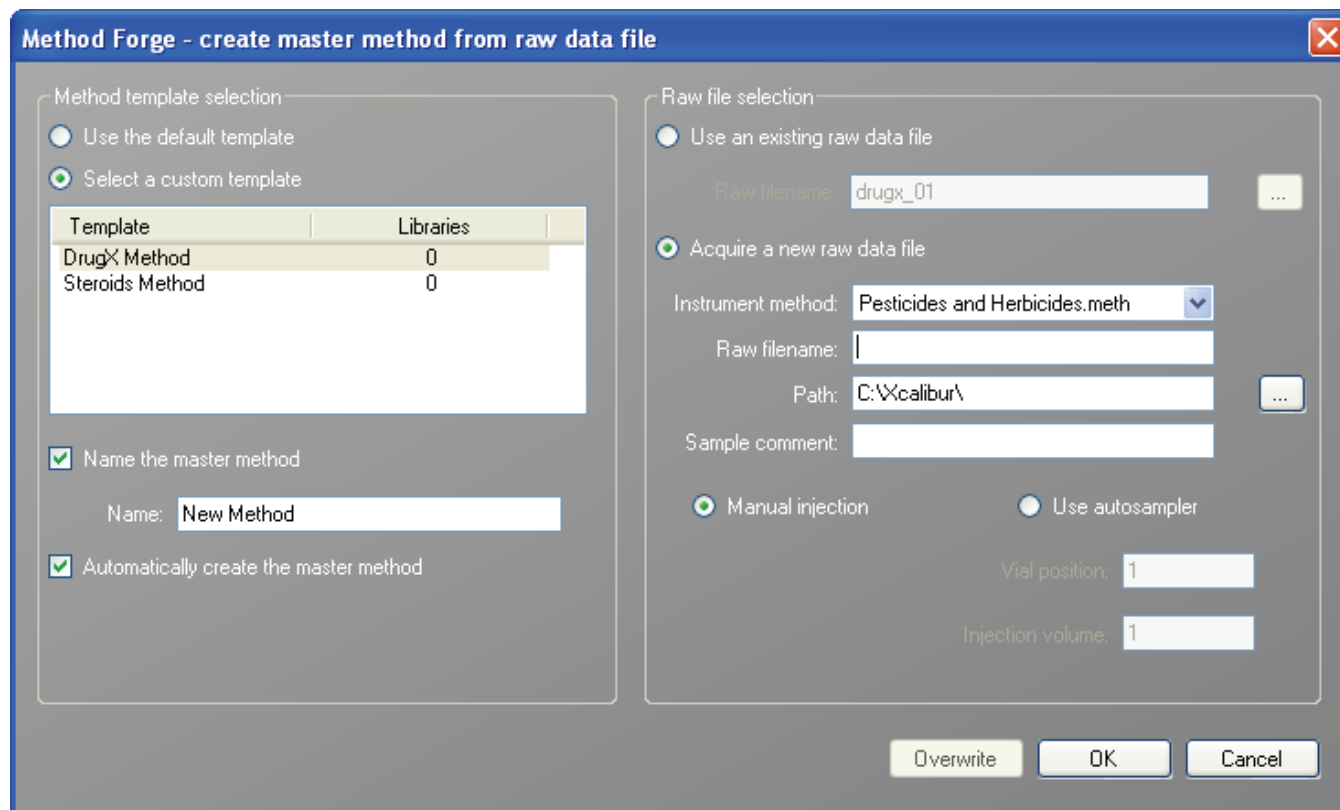 Method Forge - create master method from raw data file
Method template selection
Use the default template
Select a custom template
Template Libraries
DrugX Method 0
Steroids Method 0
Name the master method
Name: New Method
Automatically create the master method
Raw file selection
Use an existing raw data file
Raw filename: drugx_01
...
Acquire a new raw data file
Instrument method: Pesticides and Herbicides.meth
Raw filename:
Path: C:\Xcalibur\
...
Sample comment:
Manual injection Use autosampler
Vial position: 1
Injection volume: 1
Overwrite OK Cancel